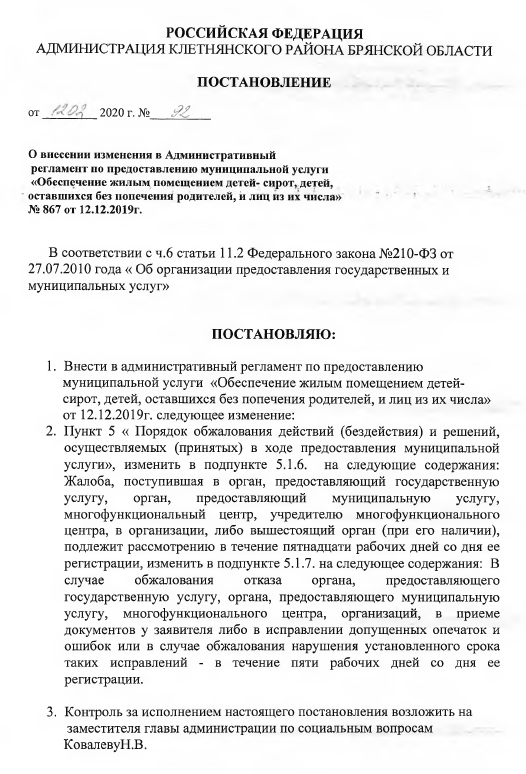 РОССИЙСКАЯ ФЕДЕРАЦИЯ
АДМИНИСТРАЦИЯ КЛЕТНЯНСКОГО РАЙОНА БРЯНСКОЙ ОБЛАСТИ
ПОСТАНОВЛЕНИЕ
от 1202 2020 г. № 92
О внесении изменения в Административный
регламент по предоставлению муниципальной услуги
«Обеспечение жилым помещением детей- сирот, детей,
оставшихся без попечения родителей, и лиц из их числа»
№ 867 от 12.12.2019г.
В соответствии с ч.6 статьи 11.2 Федерального закона №210-ФЗ от
27.07.2010 года « Об организации предоставления государственных и
муниципальных услуг»
ПОСТАНОВЛЯЮ:
1. Внести в административный регламент по предоставлению
муниципальной услуги «Обеспечение жилым помещением детей-
сирот, детей, оставшихся без попечения родителей, и лиц из их числа»
от 12.12.2019г. следующее изменение:
2. Пункт 5 « Порядок обжалования действий (бездействия) и решений,
осуществляемых (принятых) в ходе предоставления муниципальной
услуги», изменить в подпункте 5.1.6. на следующие содержания:
Жалоба, поступившая в орган, предоставляющий государственную
услугу, орган, предоставляющий муниципальную услугу,
многофункциональный центр, учредителю многофункционального
центра, в организации, либо вышестоящий орган (при его наличии),
подлежит рассмотрению в течение пятнадцати рабочих дней со дня ее
регистрации, изменить в подпункте 5.1.7. на следующее содержания: В
случае обжалования отказа органа, предоставляющего
государственную услугу, органа, предоставляющего муниципальную
услугу, многофункционального центра, организаций, в приеме
документов у заявителя либо в исправлении допущенных опечаток и
ошибок или в случае обжалования нарушения установленного срока
таких исправлений - в течение пяти рабочих дней со дня ее
регистрации.
3. Контроль за исполнением настоящего постановления возложить на
заместителя главы администрации по социальным вопросам
КовалевуН.В.